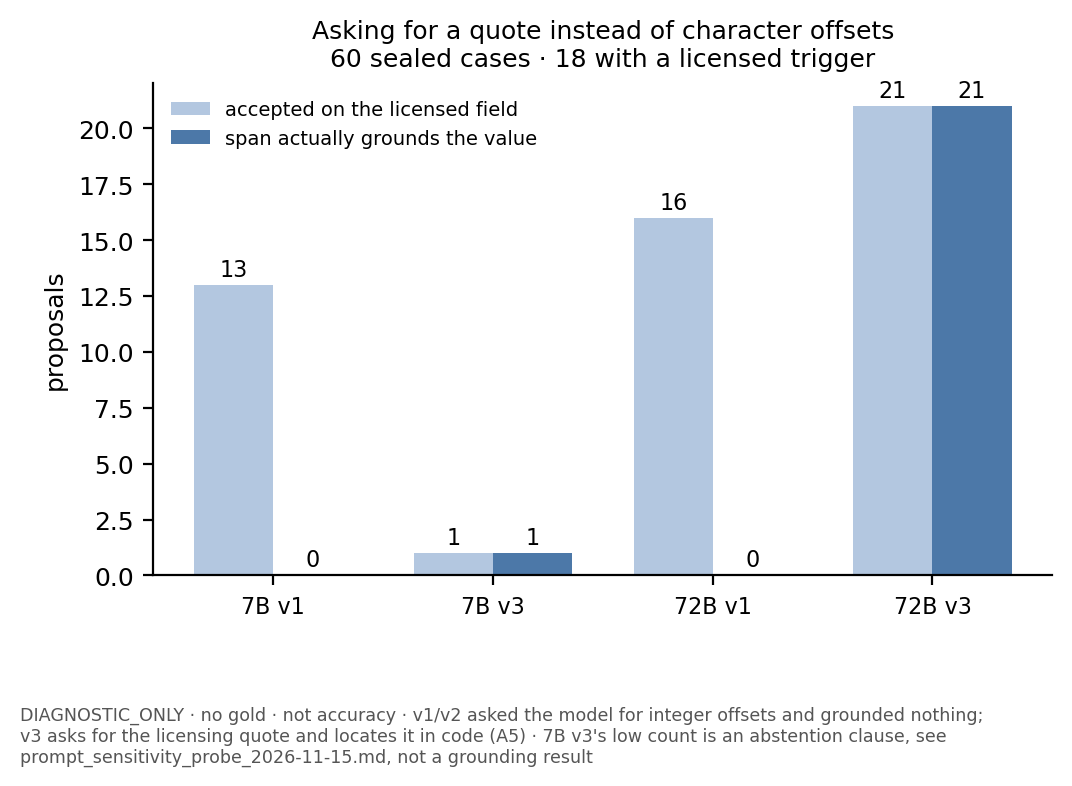 Asking for a quote instead of character offsets
60 sealed cases · 18 with a licensed trigger
accepted on the licensed field
span actually grounds the value
proposals
20.0
17.5
15.0
12.5
10.0
7.5
5.0
2.5
0.0
13
0
1
1
16
0
21
21
7B v1
7B v3
72B v1
72B v3
DIAGNOSTIC_ONLY · no gold · not accuracy · v1/v2 asked the model for integer offsets and grounded nothing;
v3 asks for the licensing quote and locates it in code (A5) · 7B v3's low count is an abstention clause, see
prompt_sensitivity_probe_2026-11-15.md, not a grounding result